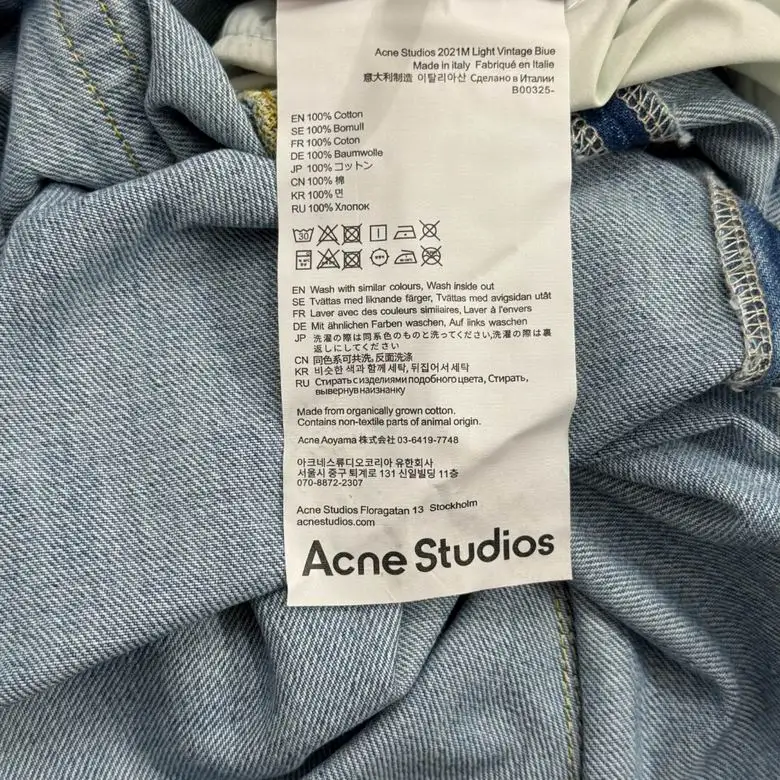 Acne Studios 2021M Light Vintage Blue
Made in italy Fabriqué en Italie
意大利制造 이탈리아산 Сделано в Италии
B00325-
EN 100% Cotton
SE 100% Bomull
FR 100% Coton
DE 100% Baumwolle
JP 100% コットン
CN 100% 棉
KR 100% 면
RU 100% Хлопок
30
EN Wash with similar colours, Wash inside out
SE Tvättas med liknande färger, Tvättas med avigsidan utåt
FR Laver avec des couleurs similaires, Laver à l'envers
DE Mit ähnlichen Farben waschen, Auf links waschen
JP 洗濯の際は同系色のものと洗ってください,洗濯の際は裏
返しにしてください
CN 同色系可共洗,反面洗涤
KR 비슷한 색과 함께 세탁, 뒤집어서 세탁
RU Стирать с изделиями подобного цвета, Стирать,
вывернув наизнанку
Made from organically grown cotton.
Contains non-textile parts of animal origin.
Acne Aoyama 株式会社 03-6419-7748
아크네스튜디오코리아 유한회사
서울시 중구 퇴계로 131 신일빌딩 11층
070-8872-2307
Acne Studios Floragatan 13 Stockholm
acnestudios.com
Acne Studios